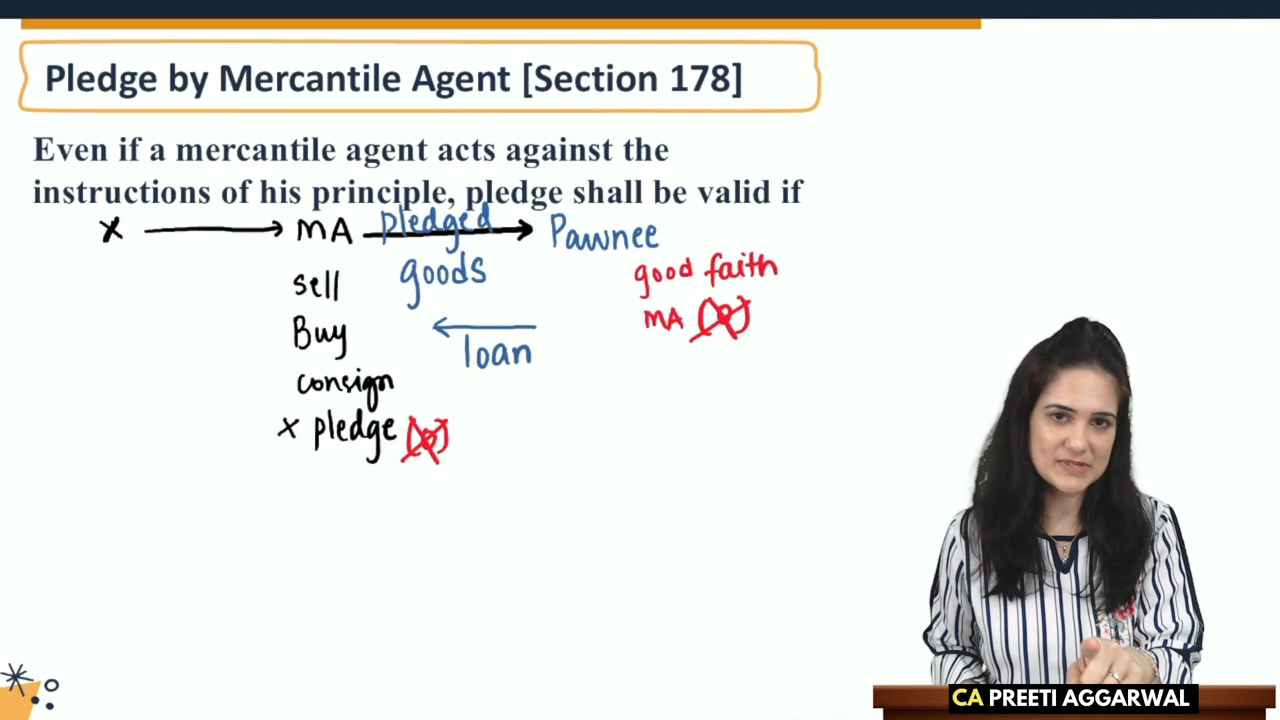 Pledge by Mercantile Agent [Section 178]
Even if a mercantile agent acts against the
instructions of his principle, pledge shall be valid if
X MA pledged Pawnee
goods good faith
sell
MA
Buy
loan
consign
x pledge
CA PREETI AGGARWAL